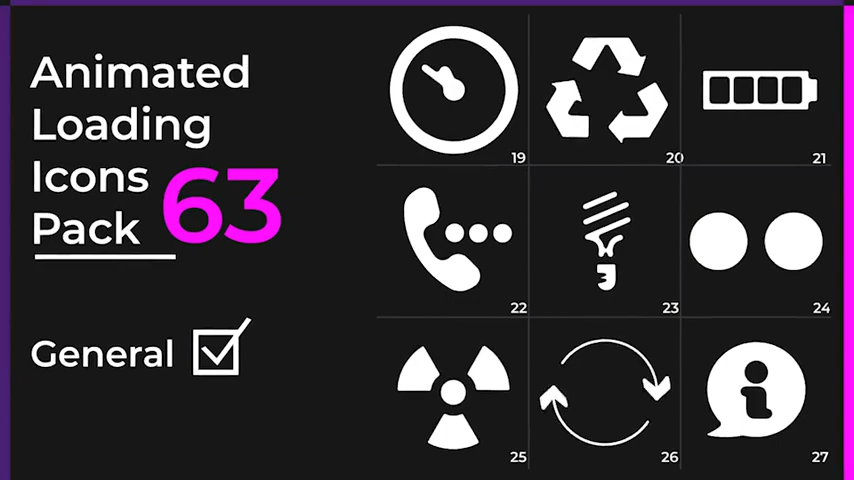 Animated
Loading
Icons
Pack 63
General
19
20
21
22
23
24
25
26
27